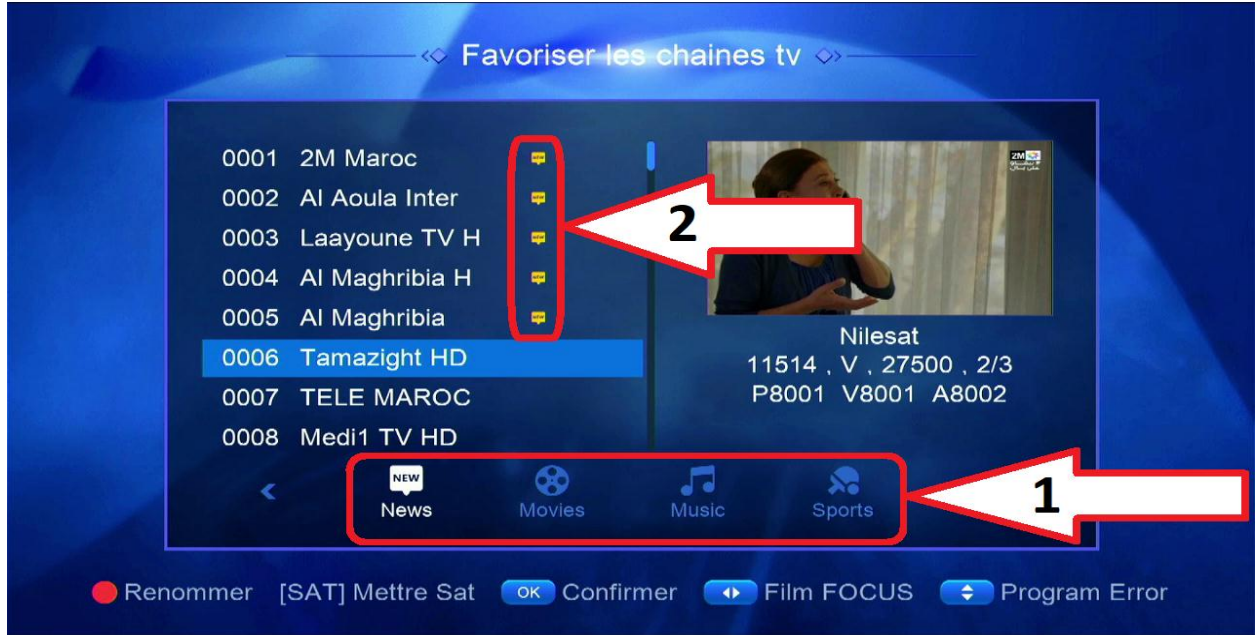 Favoriser les chaines tv
0001 2M Maroc
0002 Al Aoula Inter
0003 Laayoune TV H
0004 Al Maghribia H
0005 Al Maghribia
0006 Tamazight HD
0007 TELE MAROC
0008 Medi1 TV HD
2
2M
Nilesat
11514 , V , 27500 , 2/3
P8001 V8001 A8002
NEW
News
Movies
Music
Sports
1
Renommer [SAT] Mettre Sat OK Confirmer Film FOCUS Program Error